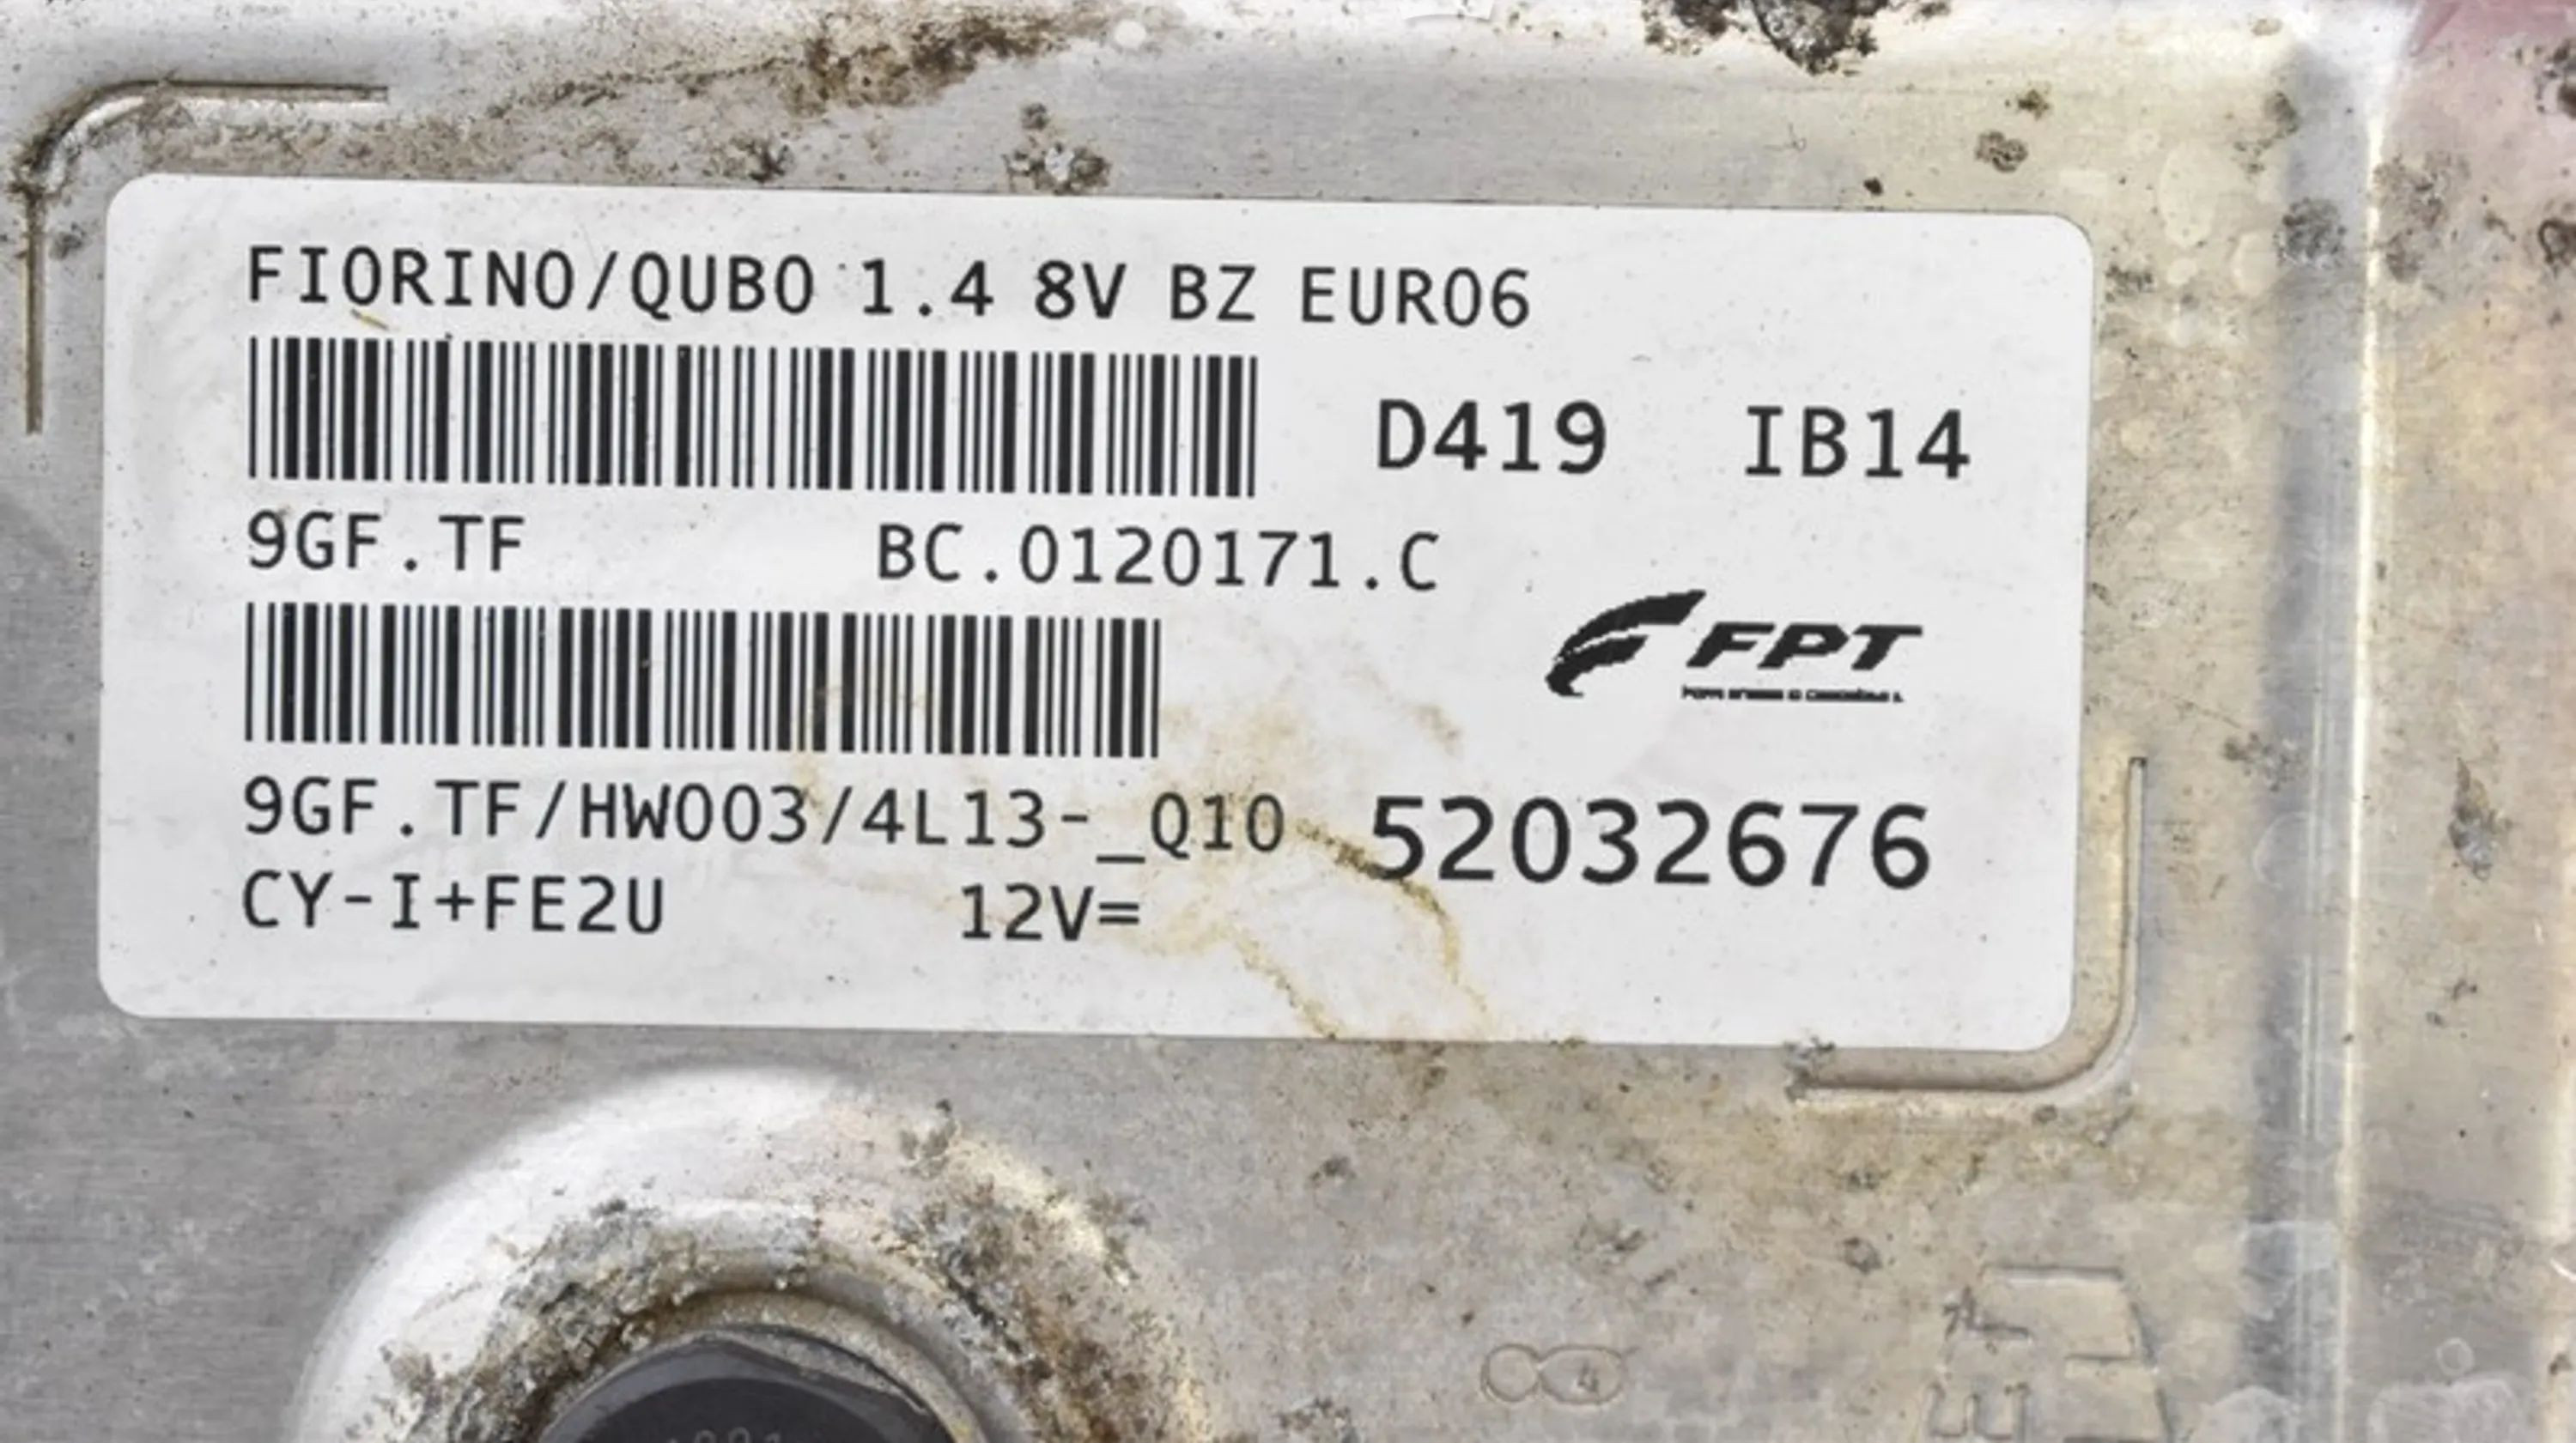 FIORINO/QUBO 1.4 8V BZ EURO6
D419 IB14
9GF.TF BC.0120171.C
FPT
9GF.TF/HW003/4L13-_Q10
52032676
CY-I+FE2U 12V=